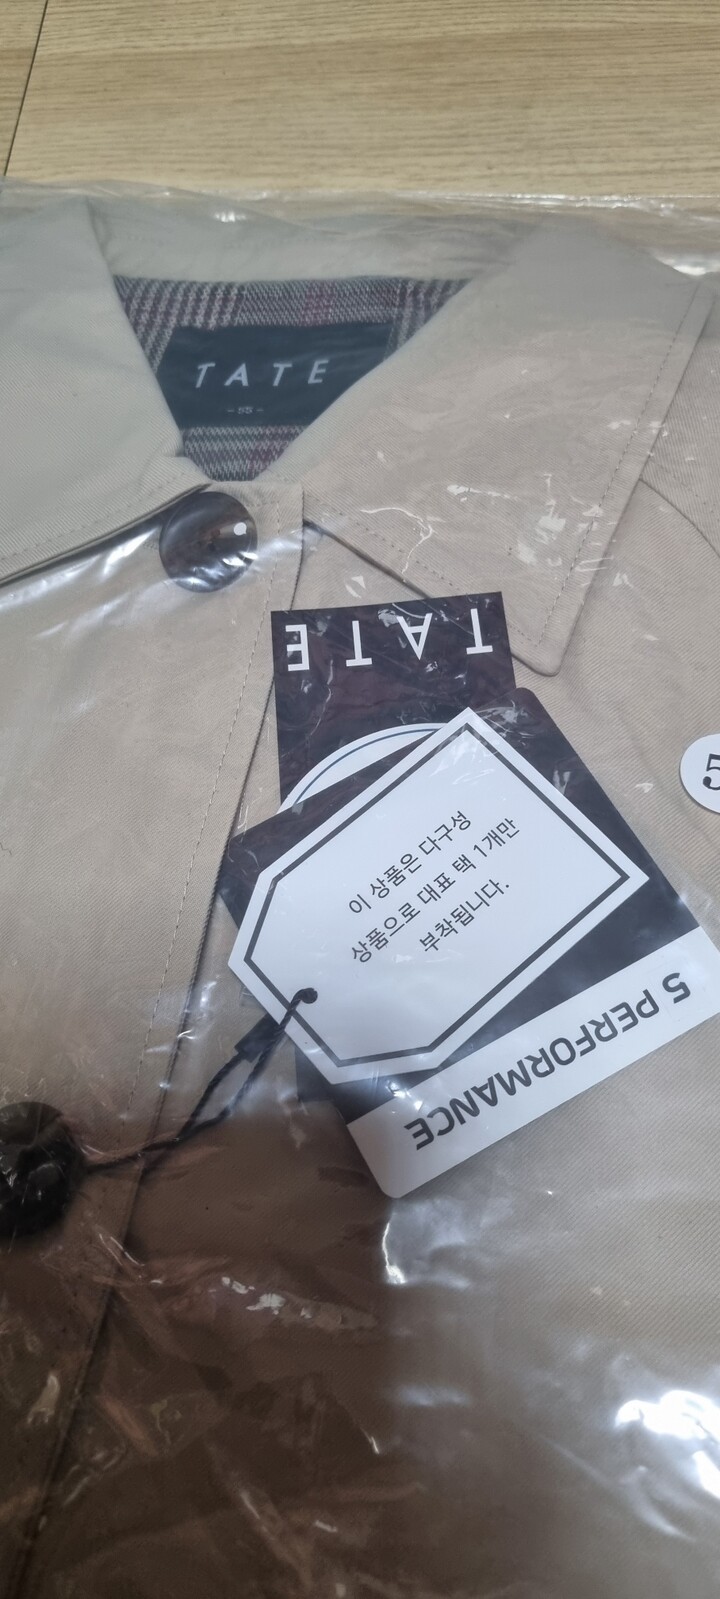 TATE
- 55 -
TATE
이 상품은 다구성
상품으로 대표 택 1개만
부착됩니다.
5 PERFORMANCE
5